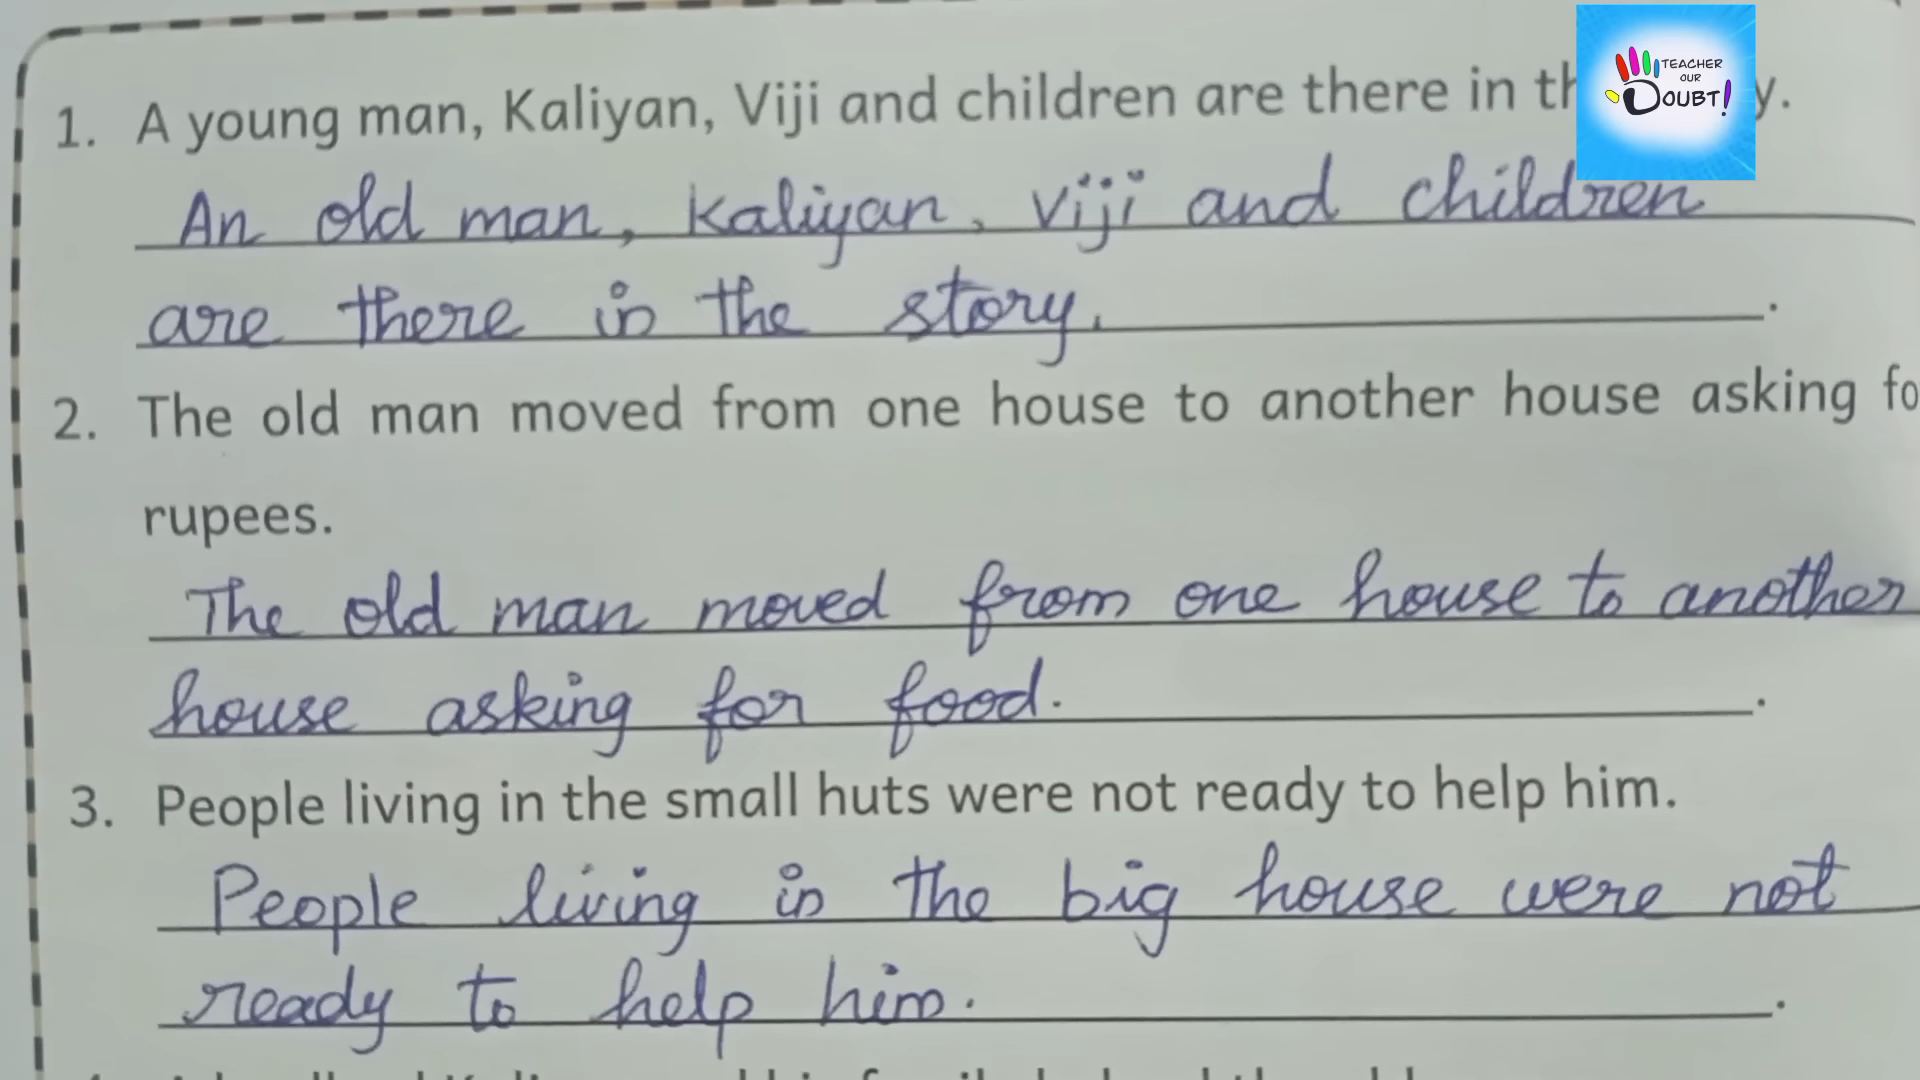 1. A young man, Kaliyan, Viji and children are there in th y.
TEACHER
OUR
DOUBT!
An old man, Kaliyan, Viji and children
are there in the story.
2. The old man moved from one house to another house asking fo
rupees.
The old man moved from one house to another
house asking for food.
3. People living in the small huts were not ready to help him.
People living in the big house were not
ready to help him.